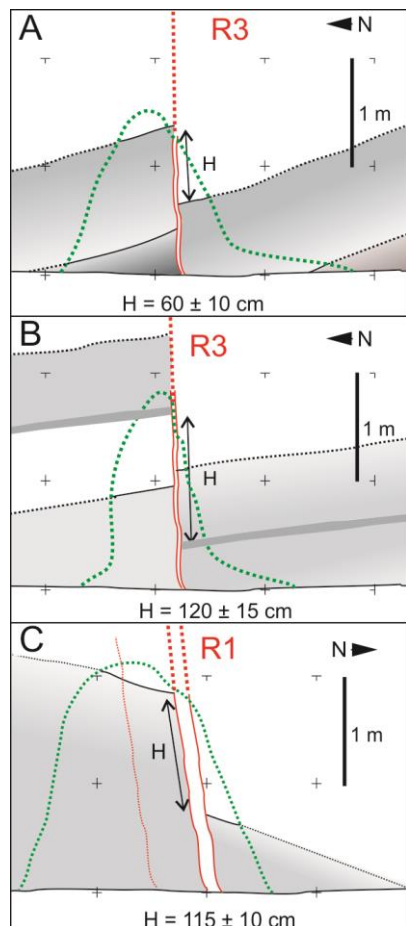 A
R3
N
1 m
H
H = 60 ± 10 cm
B
R3
N
1 m
H
H = 120 ± 15 cm
C
R1
N
1 m
H
H = 115 ± 10 cm